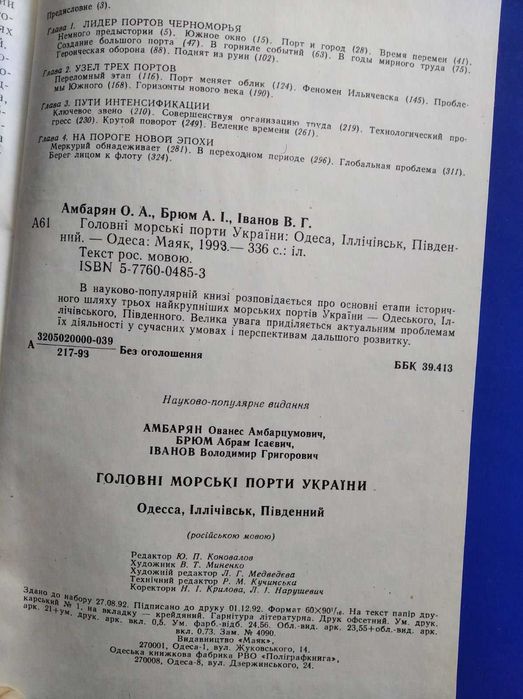 Предисловие (3).
Глава 1. ЛИДЕР ПОРТОВ ЧЕРНОМОРЬЯ
Немного предыстории (5). Южное окно (15). Порт и город (28). Время перемен (41).
Создание большого порта (47). В горниле событий (63). В годы мирного труда (75).
Героическая оборона (88). Поднят из руин (102).
Глава 2. УЗЕЛ ТРЕХ ПОРТОВ
Переломный этап (116). Порт меняет облик (124). Феномен Ильичевска (145). Пробле-
мы Южного (168). Горизонты нового века (190).
Глава 3. ПУТИ ИНТЕНСИФИКАЦИИ
Ключевое звено (210). Совершенствуя организацию труда (219). Технологический про-
гресс (230). Крутой поворот (249). Веление времени (261).
Глава 4. НА ПОРОГЕ НОВОЙ ЭПОХИ
Меркурий обнадеживает (281). В переходном периоде (296). Глобальная проблема (311).
Берег лицом к флоту (324).
Амбарян О. А., Брюм А. І., Іванов В. Г.
А61 Головні морські порти України: Одеса, Іллічівськ, Півден-
ний. — Одеса: Маяк, 1993.— 336 с.: іл.
Текст рос. мовою.
ISBN 5-7760-0485-3
В науково-популярній книзі розповідається про основні етапи історич-
ного шляху трьох найкрупніших морських портів України — Одеського, Іл-
лічівського, Південного. Велика увага приділяється актуальним проблемам
їх діяльності у сучасних умовах і перспективам дальшого розвитку.
А 3205020000-039
217-93 Без оголошення
ББК 39.413
Науково-популярне видання
АМБАРЯН Ованес Амбарцумович,
БРЮМ Абрам Ісаєвич,
ІВАНОВ Володимир Григорович
ГОЛОВНІ МОРСЬКІ ПОРТИ УКРАЇНИ
Одесса, Іллічівськ, Південний
(російською мовою)
Редактор Ю. П. Коновалов
Художник В. Т. Миненко
Художній редактор Л. Г. Медведєва
Технічний редактор Р. М. Кучинська
Коректори Н. І. Крилова, Л. І. Нарушевич
Здано до набору 27.08.92. Підписано до друку 01.12.92. Формат 60×90¹/₁₆. На текст папір дру-
карський № 1, на вкладку — крейдяний. Гарнітура літературна. Друк офсетний. Ум. друк.
арк. 21+ум. друк. арк. вкл. 0,5. Ум. фарб.-відб. 24,56. Обл.-вид. арк. 23,55+обл.-вид. арк.
вкл. 0.73. Зам. № 4090.
Видавництво «Маяк»,
270001, Одеса-1, вул. Жуковського, 14.
Одеська книжкова фабрика РВО «Поліграфкнига»,
270008, Одеса-8, вул. Дзержинського, 24.